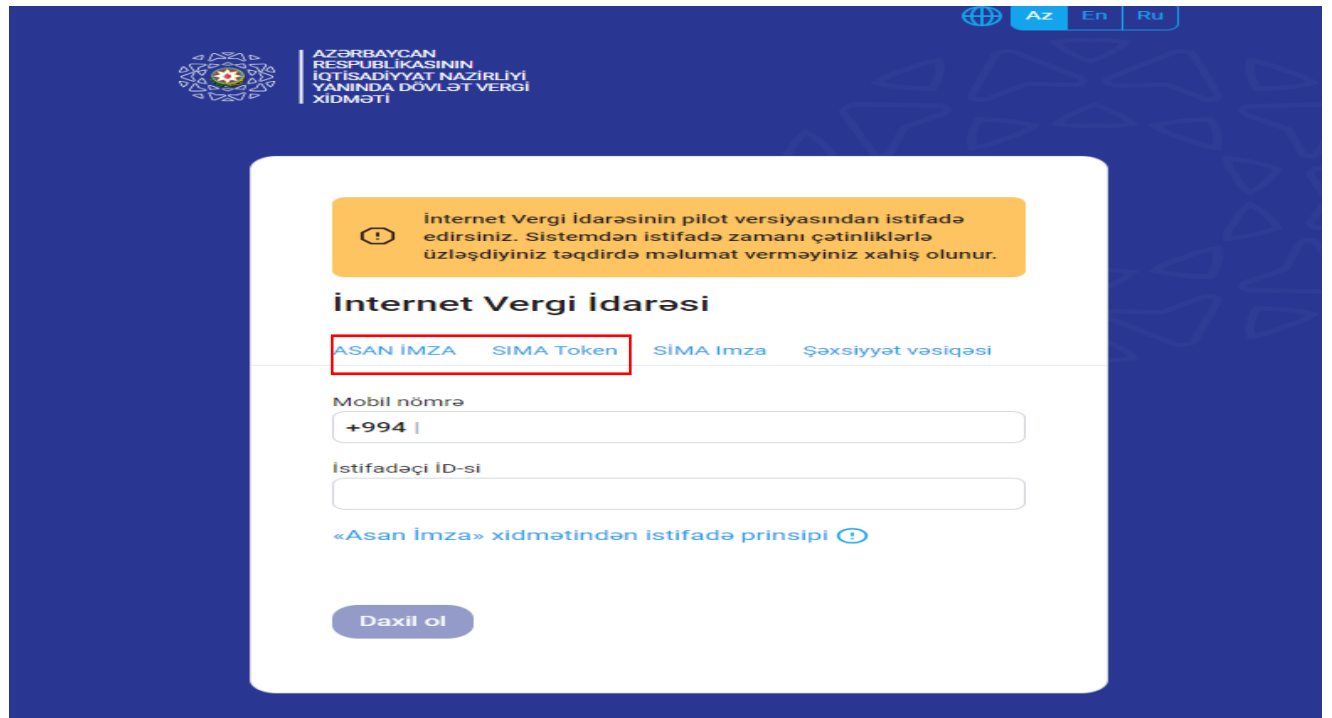 Az En Ru
AZƏRBAYCAN
RESPUBLİKASININ
İQTİSADİYYAT NAZİRLİYİ
YANINDA DÖVLƏT VERGİ
XİDMƏTİ
İnternet Vergi İdarəsinin pilot versiyasından istifadə
edirsiniz. Sistemdən istifadə zamanı çətinliklərlə
üzləşdiyiniz təqdirdə məlumat verməyiniz xahiş olunur.
İnternet Vergi İdarəsi
ASAN İMZA SIMA Token SİMA Imza Şəxsiyyət vəsiqəsi
Mobil nömrə
+994
İstifadəçi İD-si
«Asan İmza» xidmətindən istifadə prinsipi
Daxil ol